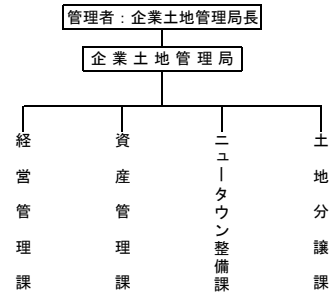 管理者：企業土地管理局長
企業土地管理局
経営管理課
資産管理課
ニュータウン整備課
土地分譲課